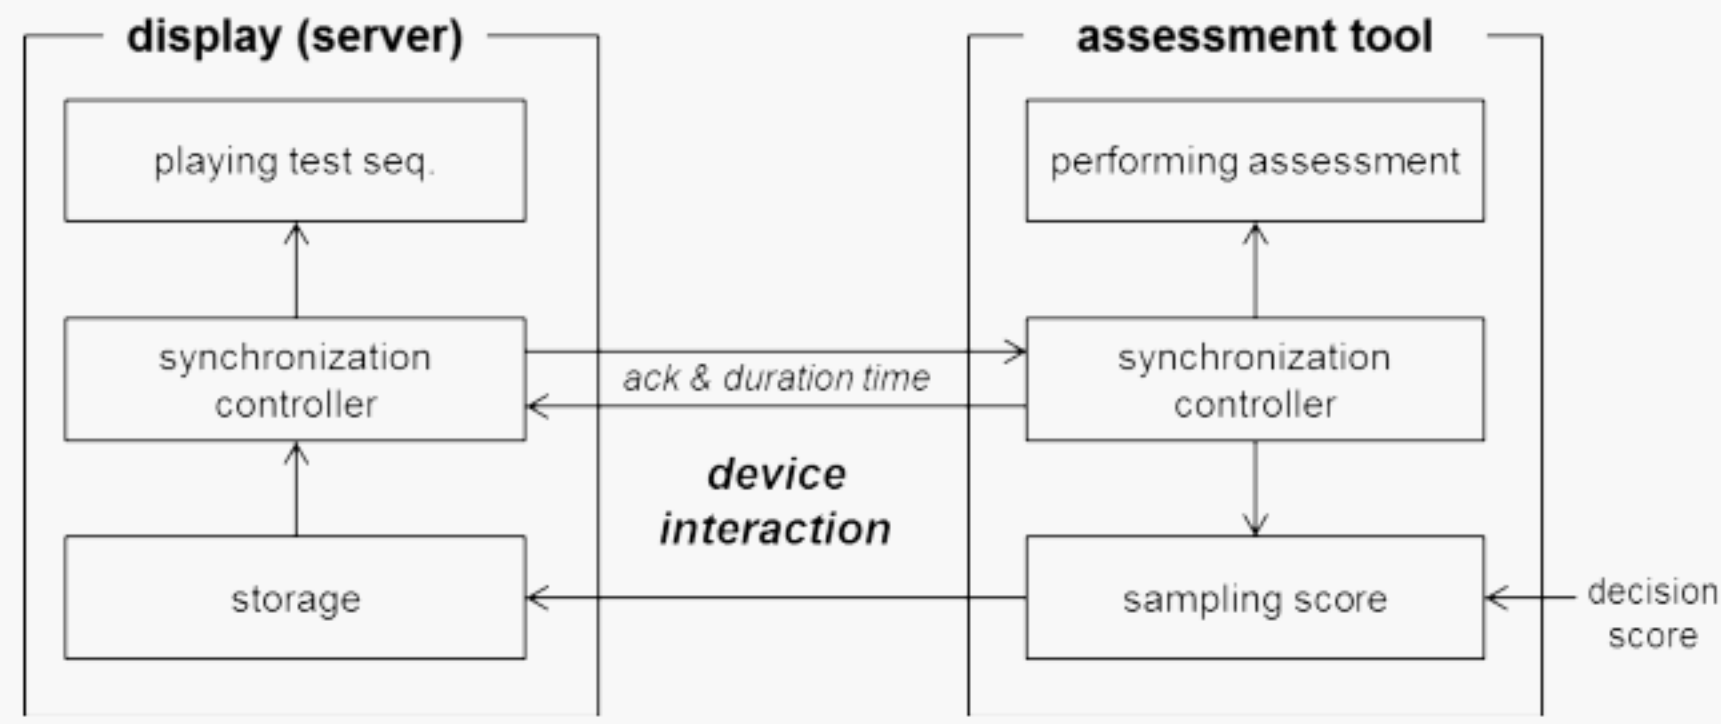 display (server)
playing test seq.
synchronization
controller
storage
ack & duration time
device
interaction
assessment tool
performing assessment
synchronization
controller
sampling score
decision
score